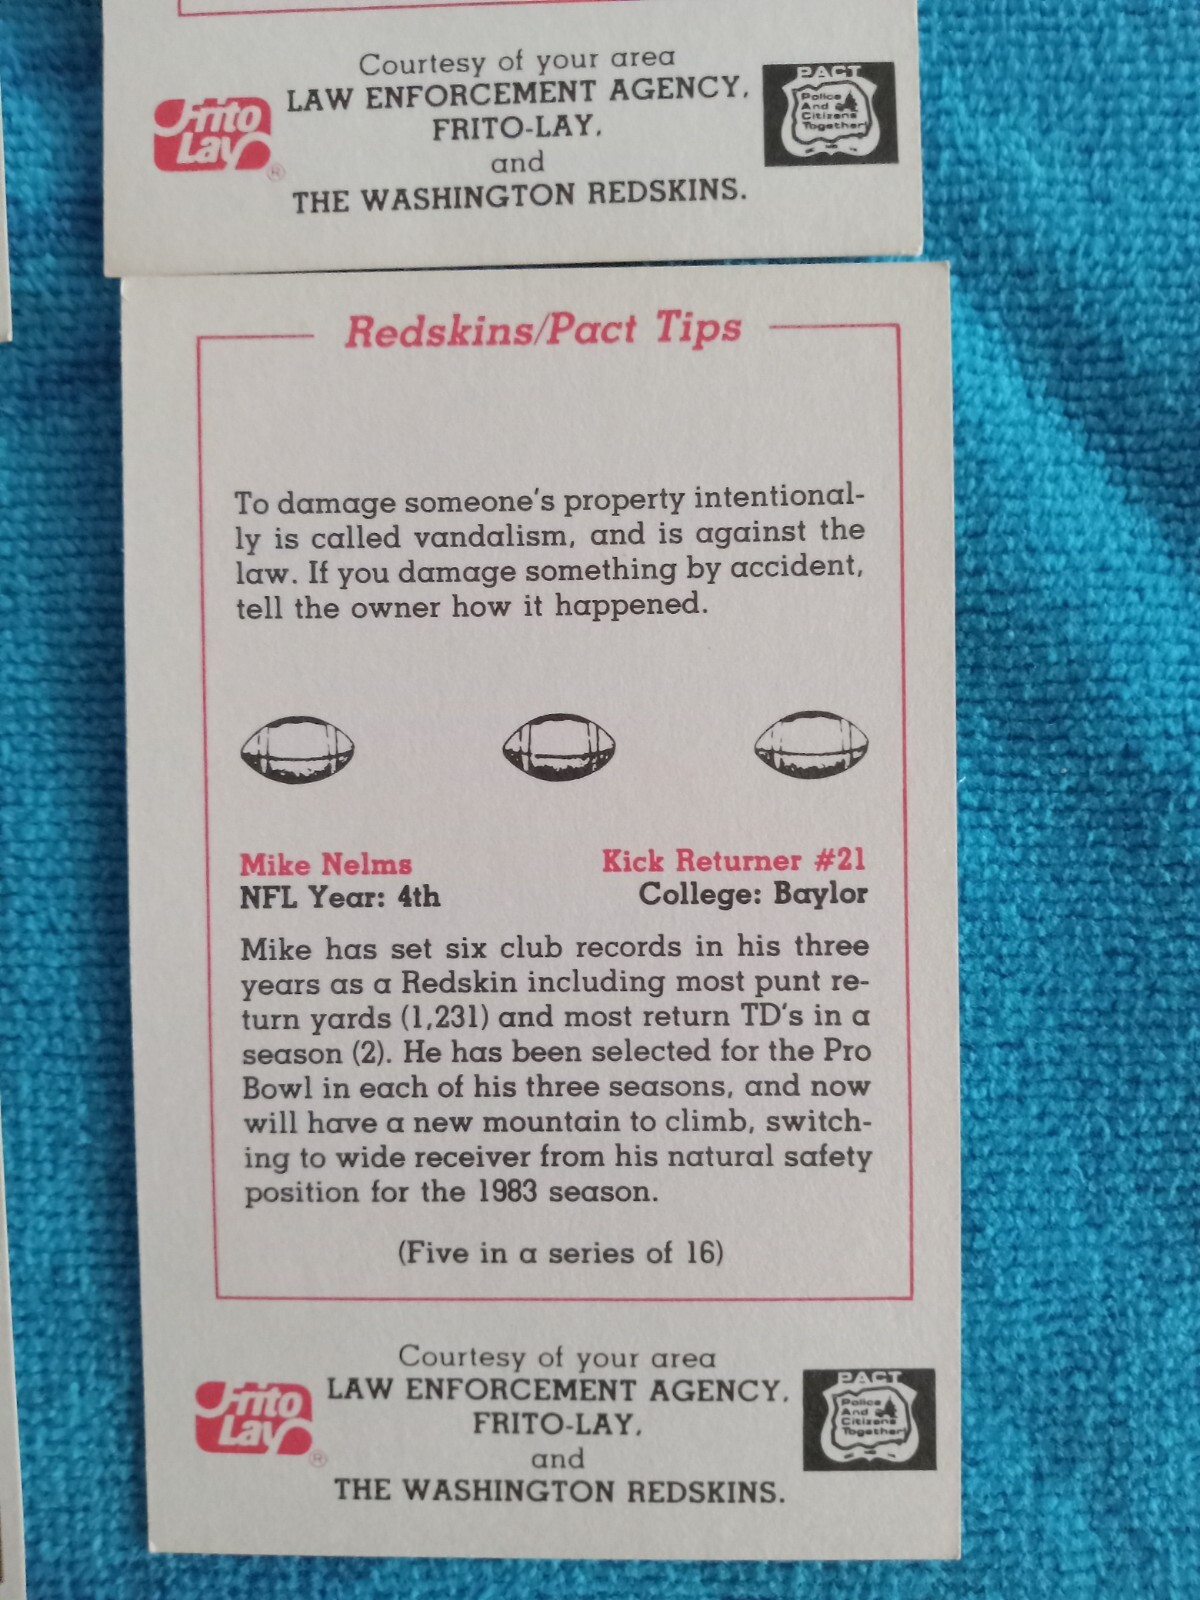 Courtesy of your area
LAW ENFORCEMENT AGENCY,
FRITO-LAY,
and
THE WASHINGTON REDSKINS.
Frito
Lay
®
PACT
Police
And
Citizens
Together
Redskins/Pact Tips
To damage someone's property intentional-
ly is called vandalism, and is against the
law. If you damage something by accident,
tell the owner how it happened.
Mike Nelms Kick Returner #21
NFL Year: 4th College: Baylor
Mike has set six club records in his three
years as a Redskin including most punt re-
turn yards (1,231) and most return TD's in a
season (2). He has been selected for the Pro
Bowl in each of his three seasons, and now
will have a new mountain to climb, switch-
ing to wide receiver from his natural safety
position for the 1983 season.
(Five in a series of 16)
Courtesy of your area
LAW ENFORCEMENT AGENCY,
FRITO-LAY,
and
THE WASHINGTON REDSKINS.
Frito
Lay
®
PACT
Police
And
Citizens
Together